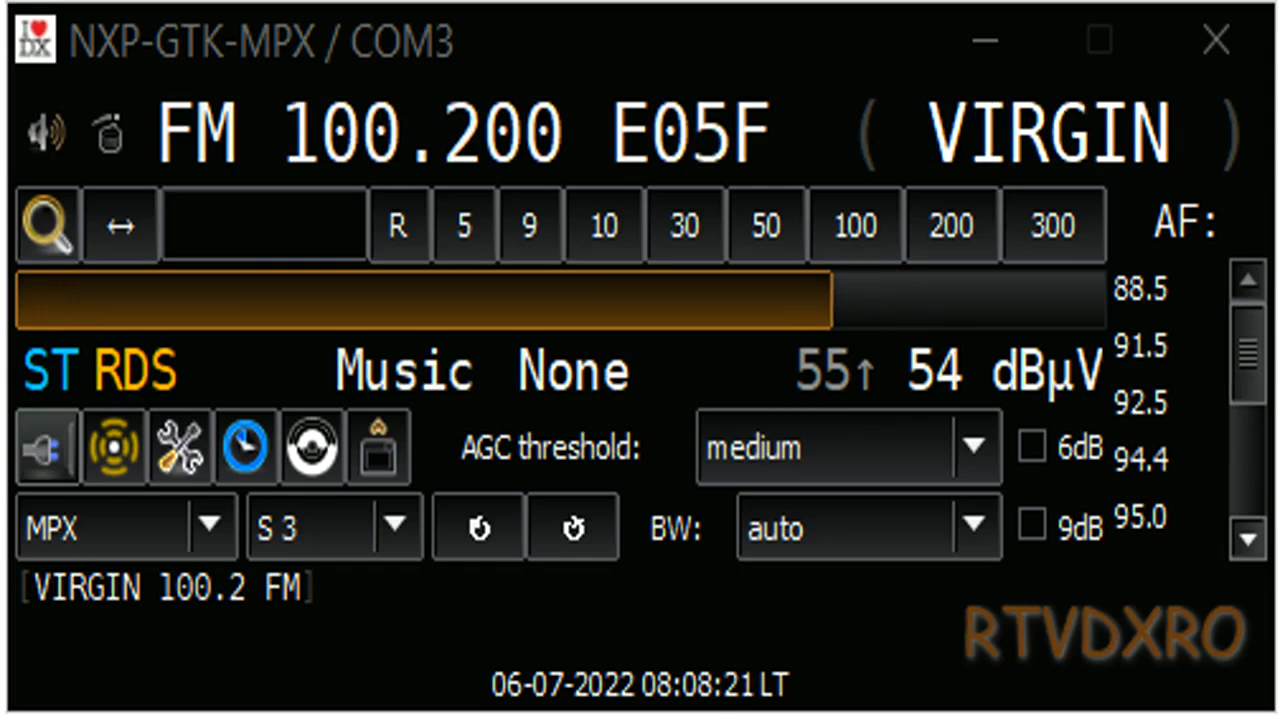 I ♥ DX NXP-GTK-MPX / COM3
FM 100.200 E05F ( VIRGIN )
R 5 9 10 30 50 100 200 300 AF:
88.5
91.5
ST RDS Music None 55↑ 54 dBµV
92.5
AGC threshold: medium 6dB 94.4
MPX S 3 BW: auto 9dB 95.0
[VIRGIN 100.2 FM]
RTVDXRO
06-07-2022 08:08:21 LT